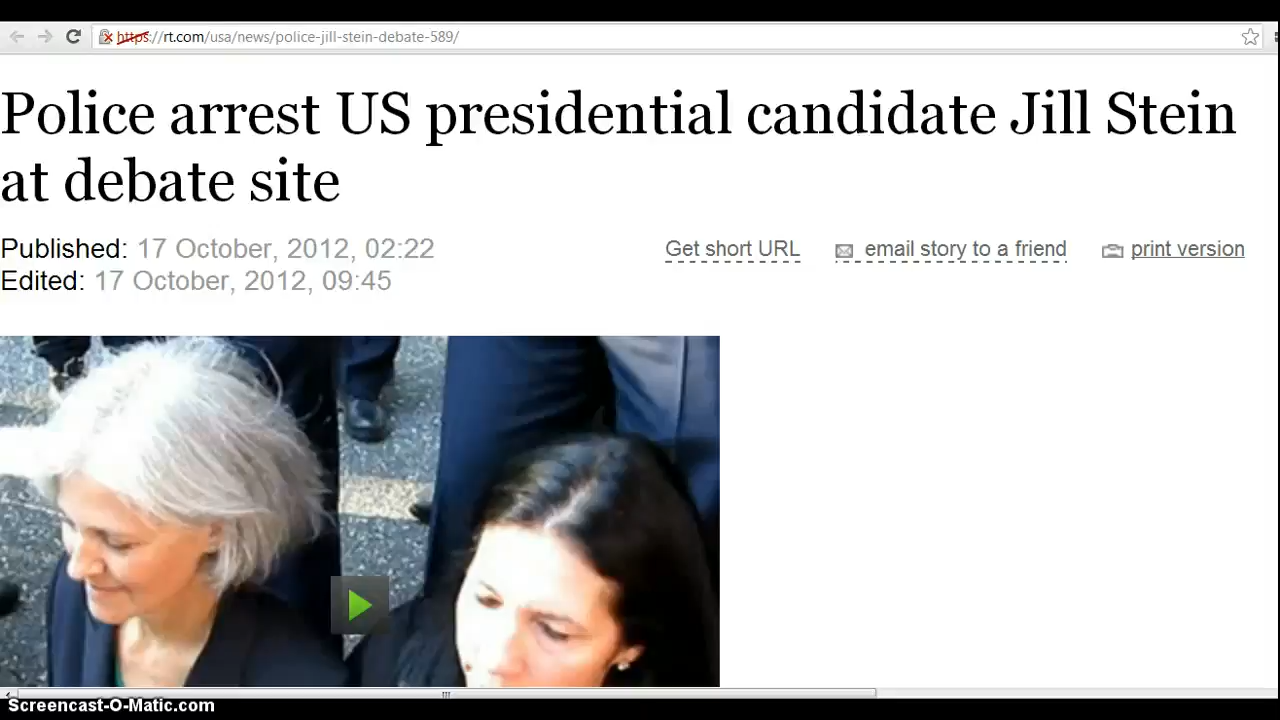 https://rt.com/usa/news/police-jill-stein-debate-589/
Police arrest US presidential candidate Jill Stein
at debate site
Published: 17 October, 2012, 02:22
Get short URL
email story to a friend
print version
Edited: 17 October, 2012, 09:45
Screencast-O-Matic.com